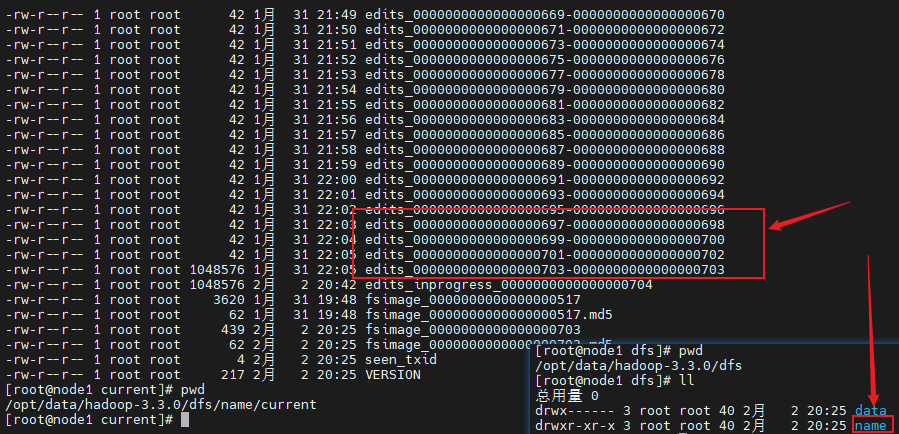 -rw-r--r-- 1 root root      42 1月  31 21:49 edits_0000000000000000669-0000000000000000670
-rw-r--r-- 1 root root      42 1月  31 21:50 edits_0000000000000000671-0000000000000000672
-rw-r--r-- 1 root root      42 1月  31 21:51 edits_0000000000000000673-0000000000000000674
-rw-r--r-- 1 root root      42 1月  31 21:52 edits_0000000000000000675-0000000000000000676
-rw-r--r-- 1 root root      42 1月  31 21:53 edits_0000000000000000677-0000000000000000678
-rw-r--r-- 1 root root      42 1月  31 21:54 edits_0000000000000000679-0000000000000000680
-rw-r--r-- 1 root root      42 1月  31 21:55 edits_0000000000000000681-0000000000000000682
-rw-r--r-- 1 root root      42 1月  31 21:56 edits_0000000000000000683-0000000000000000684
-rw-r--r-- 1 root root      42 1月  31 21:57 edits_0000000000000000685-0000000000000000686
-rw-r--r-- 1 root root      42 1月  31 21:58 edits_0000000000000000687-0000000000000000688
-rw-r--r-- 1 root root      42 1月  31 21:59 edits_0000000000000000689-0000000000000000690
-rw-r--r-- 1 root root      42 1月  31 22:00 edits_0000000000000000691-0000000000000000692
-rw-r--r-- 1 root root      42 1月  31 22:01 edits_0000000000000000693-0000000000000000694
-rw-r--r-- 1 root root      42 1月  31 22:02 edits_0000000000000000695-0000000000000000696
-rw-r--r-- 1 root root      42 1月  31 22:03 edits_0000000000000000697-0000000000000000698
-rw-r--r-- 1 root root      42 1月  31 22:04 edits_0000000000000000699-0000000000000000700
-rw-r--r-- 1 root root      42 1月  31 22:05 edits_0000000000000000701-0000000000000000702
-rw-r--r-- 1 root root 1048576 1月  31 22:05 edits_0000000000000000703-0000000000000000703
-rw-r--r-- 1 root root 1048576 2月   2 20:42 edits_inprogress_0000000000000000704
-rw-r--r-- 1 root root    3620 1月  31 19:48 fsimage_0000000000000000517
-rw-r--r-- 1 root root      62 1月  31 19:48 fsimage_0000000000000000517.md5
-rw-r--r-- 1 root root     439 2月   2 20:25 fsimage_0000000000000000703
-rw-r--r-- 1 root root      62 2月   2 20:25 fsimage_0000000000000000703.md5
-rw-r--r-- 1 root root       4 2月   2 20:25 seen_txid
-rw-r--r-- 1 root root     217 2月   2 20:25 VERSION
[root@node1 current]# pwd
/opt/data/hadoop-3.3.0/dfs/name/current
[root@node1 current]#
[root@node1 dfs]# pwd
/opt/data/hadoop-3.3.0/dfs
[root@node1 dfs]# ll
总用量 0
drwx------ 3 root root 40 2月   2 20:25 data
drwxr-xr-x 3 root root 40 2月   2 20:25 name